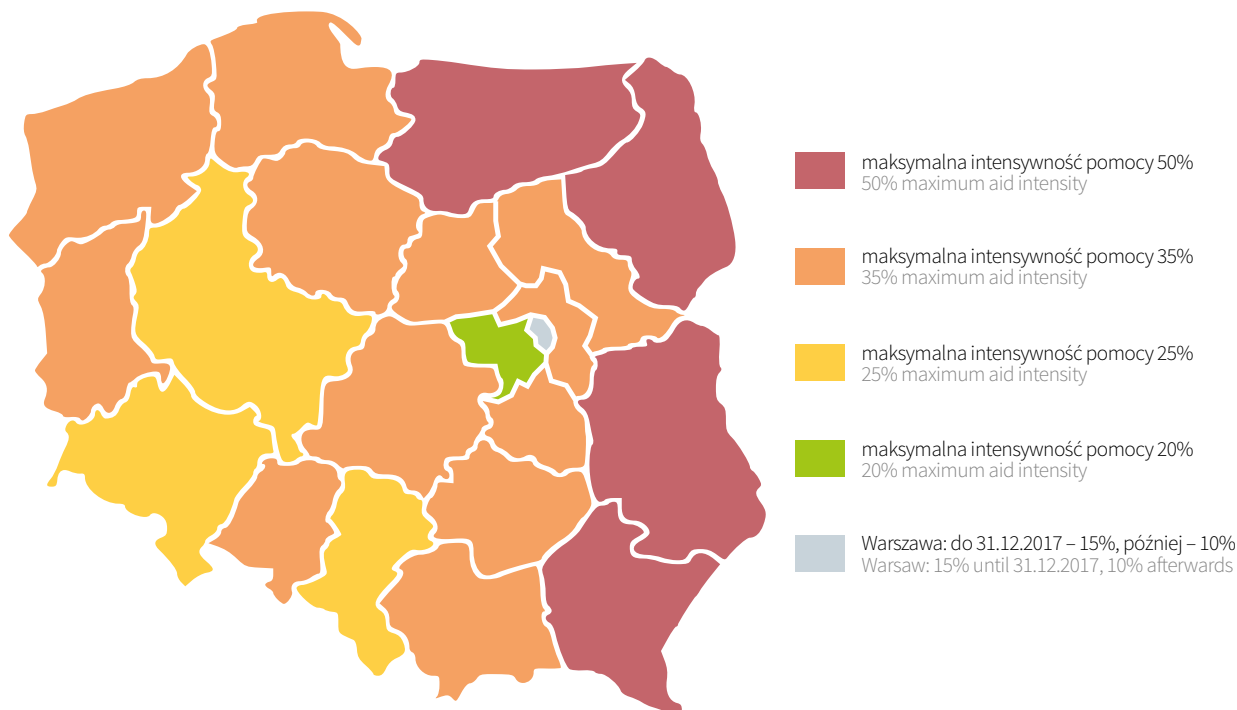 maksymalna intensywność pomocy 50%
50% maximum aid intensity
maksymalna intensywność pomocy 35%
35% maximum aid intensity
maksymalna intensywność pomocy 25%
25% maximum aid intensity
maksymalna intensywność pomocy 20%
20% maximum aid intensity
Warszawa: do 31.12.2017 – 15%, później – 10%
Warsaw: 15% until 31.12.2017, 10% afterwards